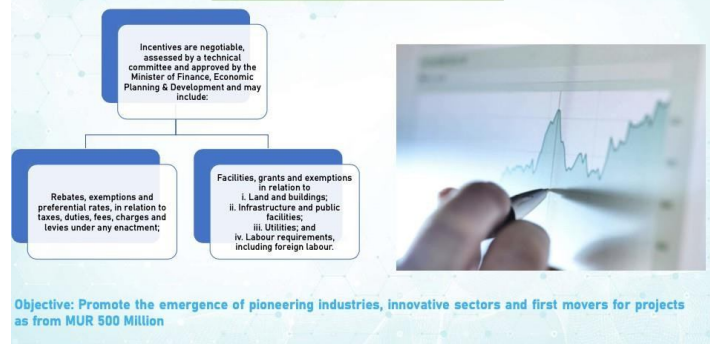 Incentives are negotiable,
assessed by a technical
committee and approved by the
Minister of Finance, Economic
Planning & Development and may
include:
Rebates, exemptions and
preferential rates, in relation to
taxes, duties, fees, charges and
levies under any enactment;
Facilities, grants and exemptions
in relation to
i. Land and buildings;
ii. Infrastructure and public
facilities;
iii. Utilities; and
iv. Labour requirements,
including foreign labour.
Objective: Promote the emergence of pioneering industries, innovative sectors and first movers for projects
as from MUR 500 Million